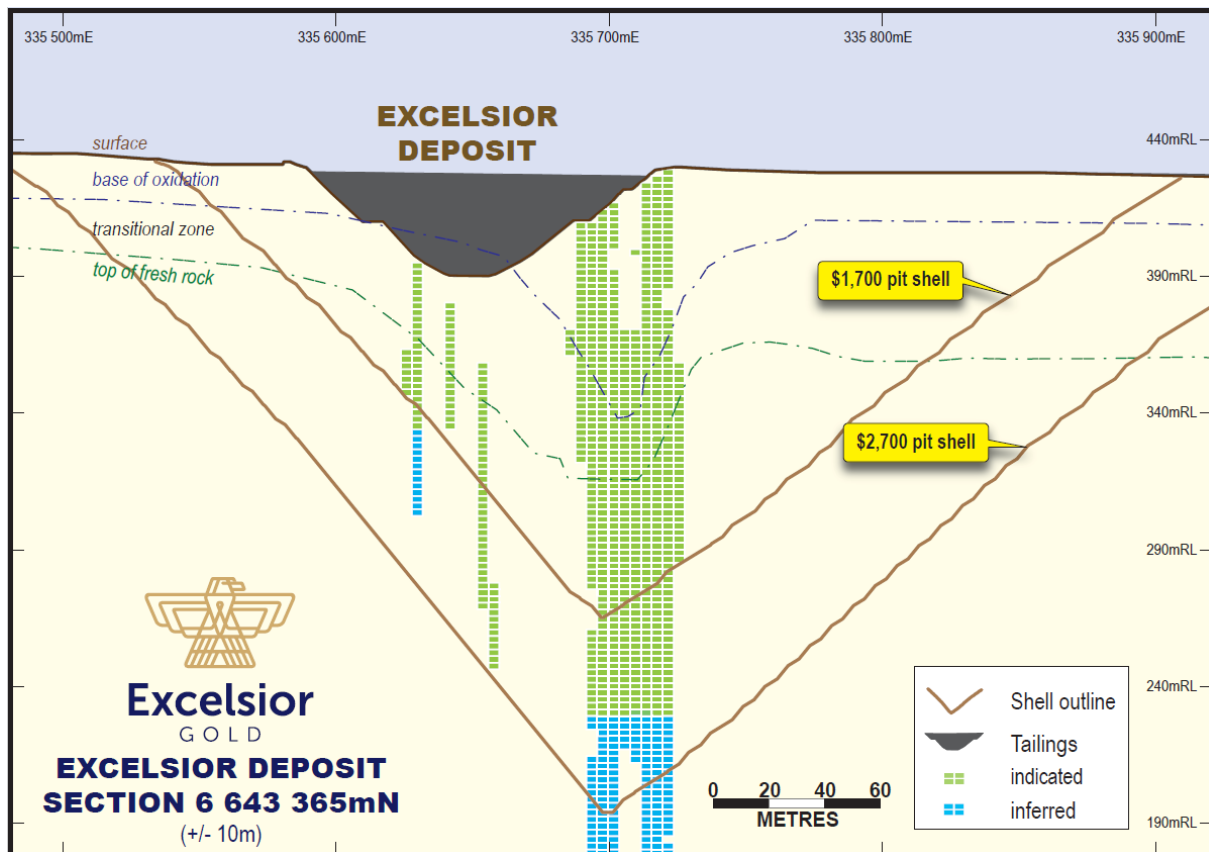 335 500mE
335 600mE
335 700mE
335 800mE
335 900mE
EXCELSIOR
DEPOSIT
440mRL
surface
base of oxidation
transitional zone
top of fresh rock
390mRL
$1,700 pit shell
340mRL
$2,700 pit shell
290mRL
240mRL
190mRL
Excelsior
GOLD
EXCELSIOR DEPOSIT
SECTION 6 643 365mN
(+/- 10m)
0 20 40 60
METRES
Shell outline
Tailings
indicated
inferred